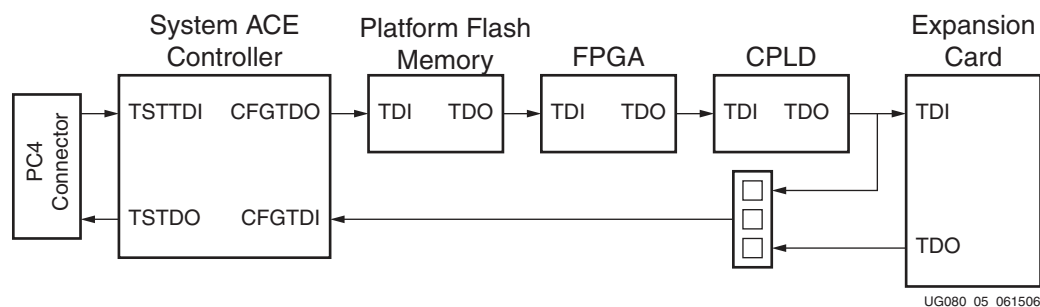 System ACE
Controller
Platform Flash
Memory
FPGA
CPLD
Expansion
Card
PC4
Connector
TSTTDI
CFGTDO
TDI
TDO
TDI
TDO
TDI
TDO
TDI
TSTDO
CFGTDI
TDO
UG080_05_061506